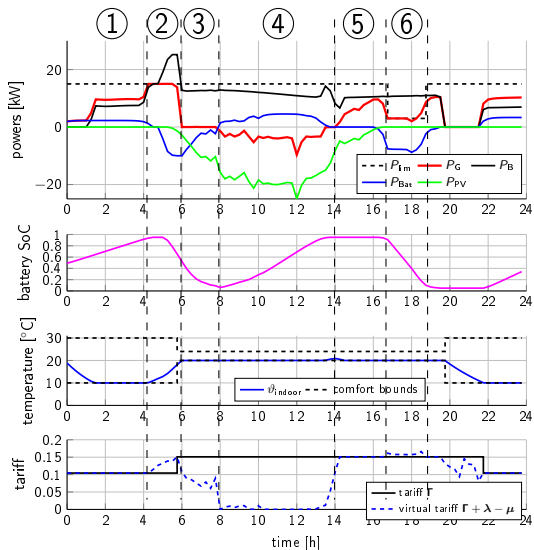 1 2 3 4 5 6
powers [kW]
20
0
−20
P_lim P_G P_B
P_Bat P_PV
0 2 4 6 8 10 12 14 16 18 20 22 24
battery SoC
1
0.8
0.6
0.4
0.2
0
0 2 4 6 8 10 12 14 16 18 20 22 24
temperature [°C]
30
20
10
ϑ_indoor comfort bounds
0 2 4 6 8 10 12 14 16 18 20 22 24
tariff
0.2
0.15
0.1
0.05
0
tariff Γ
virtual tariff Γ + λ − μ
0 2 4 6 8 10 12 14 16 18 20 22 24
time [h]